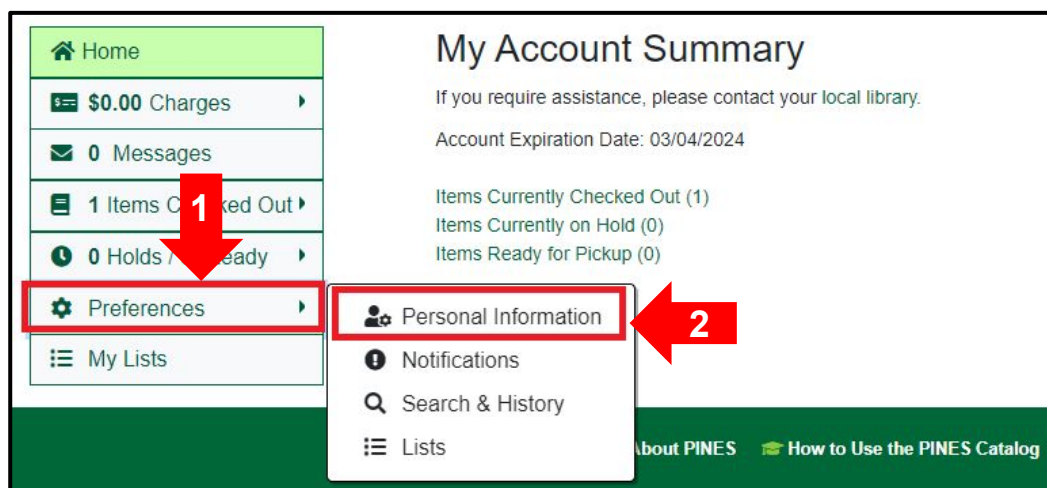 Home
$0.00 Charges
0 Messages
1 Items C ked Out
0 Holds / eady
Preferences
My Lists
1
My Account Summary
If you require assistance, please contact your local library.
Account Expiration Date: 03/04/2024
Items Currently Checked Out (1)
Items Currently on Hold (0)
Items Ready for Pickup (0)
Personal Information
Notifications
Search & History
Lists
2
About PINES
How to Use the PINES Catalog